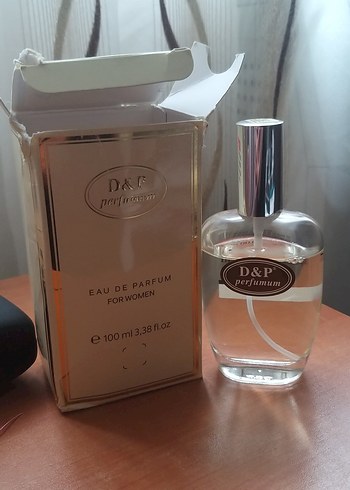 D&P
perfumum
EAU DE PARFUM
FOR WOMEN
℮ 100 ml 3,38 fl.oz
D&P®
perfumum